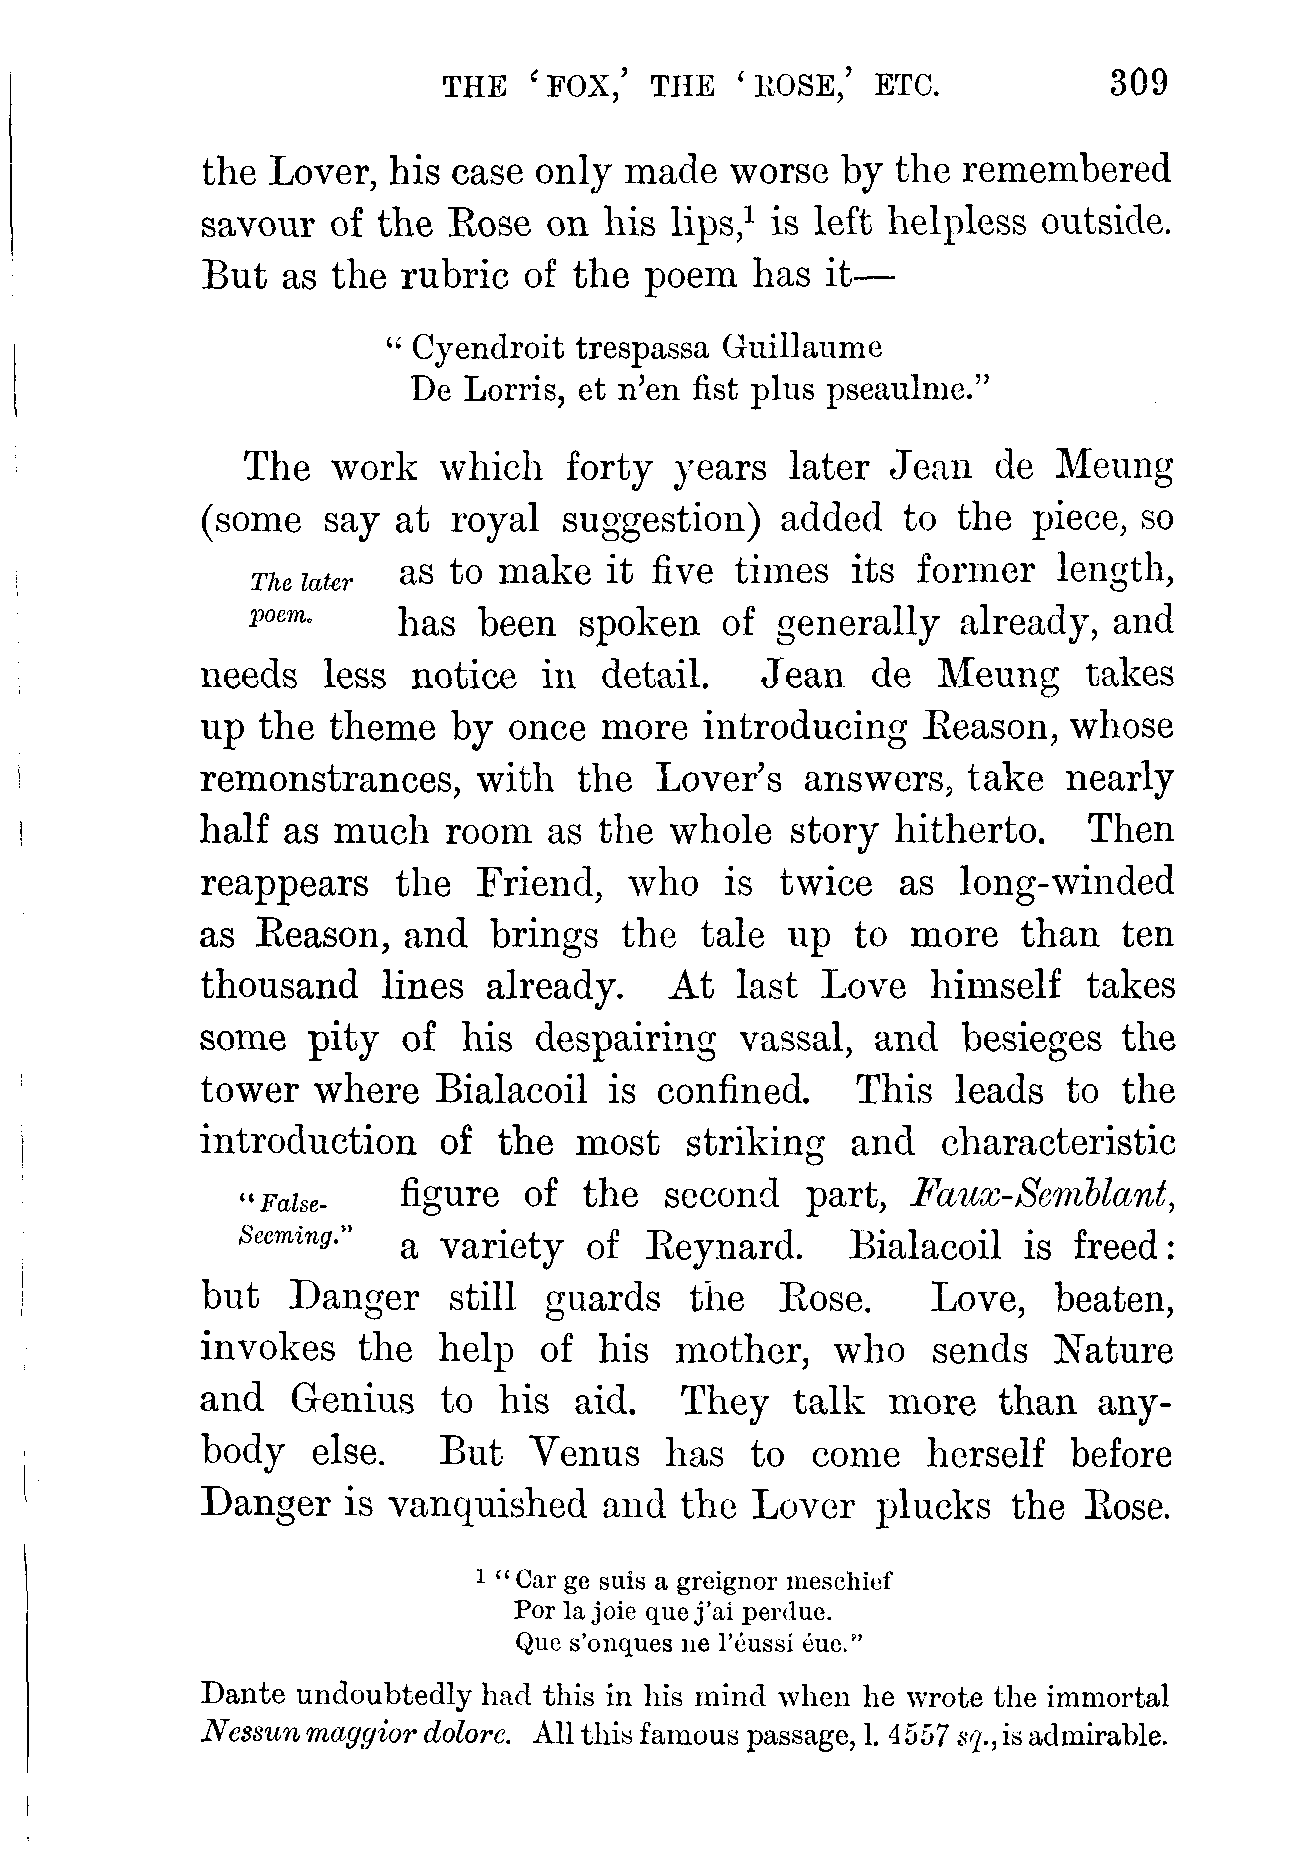 THE ‘FOX,’ THE ‘ROSE,’ ETC. 309
the Lover, his case only made worse by the remembered
savour of the Rose on his lips,¹ is left helpless outside.
But as the rubric of the poem has it—
“Cyendroit trespassa Guillaume
De Lorris, et n’en fist plus pseaulme.”
The work which forty years later Jean de Meung
(some say at royal suggestion) added to the piece, so
The later
poem.
as to make it five times its former length,
has been spoken of generally already, and
needs less notice in detail. Jean de Meung takes
up the theme by once more introducing Reason, whose
remonstrances, with the Lover’s answers, take nearly
half as much room as the whole story hitherto. Then
reappears the Friend, who is twice as long-winded
as Reason, and brings the tale up to more than ten
thousand lines already. At last Love himself takes
some pity of his despairing vassal, and besieges the
tower where Bialacoil is confined. This leads to the
introduction of the most striking and characteristic
“False-
Seeming.”
figure of the second part, Faux-Semblant,
a variety of Reynard. Bialacoil is freed:
but Danger still guards the Rose. Love, beaten,
invokes the help of his mother, who sends Nature
and Genius to his aid. They talk more than any-
body else. But Venus has to come herself before
Danger is vanquished and the Lover plucks the Rose.
¹ “Car ge suis a greignor meschief
Por la joie que j’ai perdue.
Que s’onques ne l’éussi éue.”
Dante undoubtedly had this in his mind when he wrote the immortal
Nessun maggior dolore. All this famous passage, l. 4557 sq., is admirable.